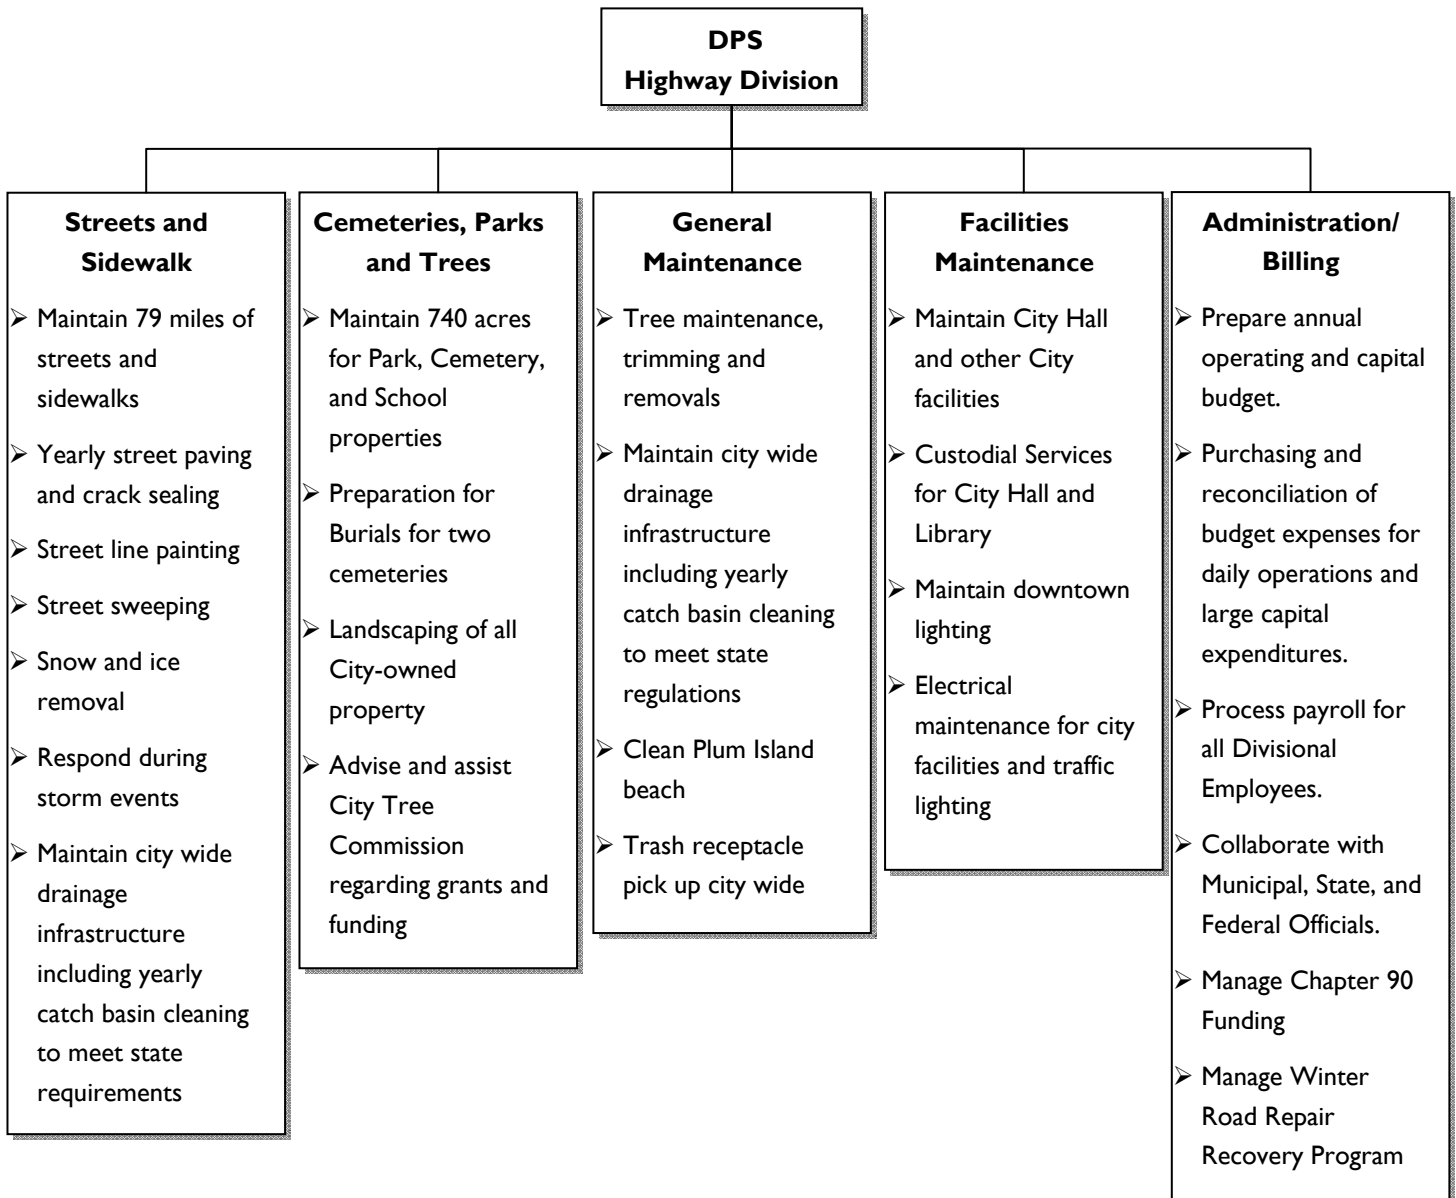 DPS
Highway Division
Streets and
Sidewalk
➢ Maintain 79 miles of
streets and
sidewalks
➢ Yearly street paving
and crack sealing
➢ Street line painting
➢ Street sweeping
➢ Snow and ice
removal
➢ Respond during
storm events
➢ Maintain city wide
drainage
infrastructure
including yearly
catch basin cleaning
to meet state
requirements
Cemeteries, Parks
and Trees
➢ Maintain 740 acres
for Park, Cemetery,
and School
properties
➢ Preparation for
Burials for two
cemeteries
➢ Landscaping of all
City-owned
property
➢ Advise and assist
City Tree
Commission
regarding grants and
funding
General
Maintenance
➢ Tree maintenance,
trimming and
removals
➢ Maintain city wide
drainage
infrastructure
including yearly
catch basin cleaning
to meet state
regulations
➢ Clean Plum Island
beach
➢ Trash receptacle
pick up city wide
Facilities
Maintenance
➢ Maintain City Hall
and other City
facilities
➢ Custodial Services
for City Hall and
Library
➢ Maintain downtown
lighting
➢ Electrical
maintenance for city
facilities and traffic
lighting
Administration/
Billing
➢ Prepare annual
operating and capital
budget.
➢ Purchasing and
reconciliation of
budget expenses for
daily operations and
large capital
expenditures.
➢ Process payroll for
all Divisional
Employees.
➢ Collaborate with
Municipal, State, and
Federal Officials.
➢ Manage Chapter 90
Funding
➢ Manage Winter
Road Repair
Recovery Program